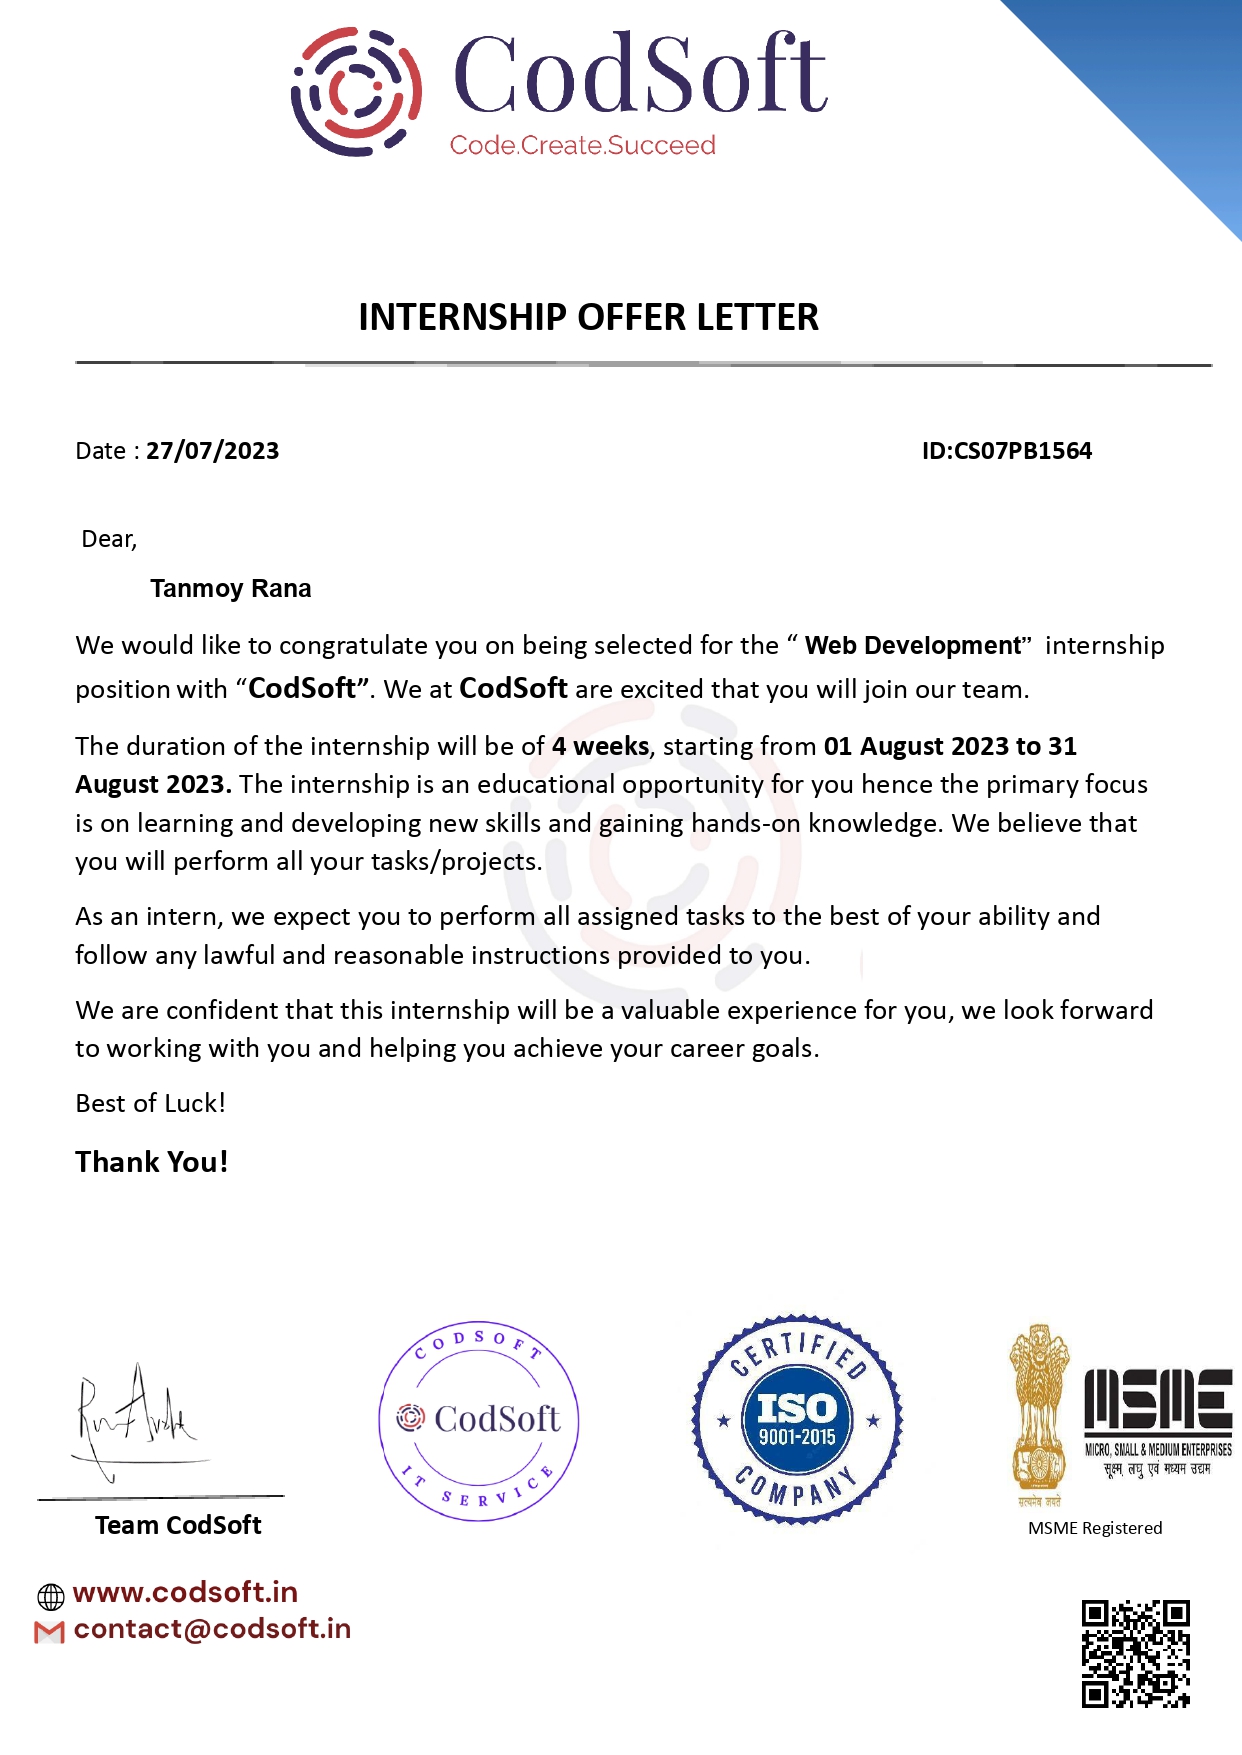 CodSoft
Code.Create.Succeed
INTERNSHIP OFFER LETTER
Date : 27/07/2023 ID:CS07PB1564
Dear,
Tanmoy Rana
We would like to congratulate you on being selected for the “ Web Development” internship
position with “CodSoft”. We at CodSoft are excited that you will join our team.
The duration of the internship will be of 4 weeks, starting from 01 August 2023 to 31
August 2023. The internship is an educational opportunity for you hence the primary focus
is on learning and developing new skills and gaining hands-on knowledge. We believe that
you will perform all your tasks/projects.
As an intern, we expect you to perform all assigned tasks to the best of your ability and
follow any lawful and reasonable instructions provided to you.
We are confident that this internship will be a valuable experience for you, we look forward
to working with you and helping you achieve your career goals.
Best of Luck!
Thank You!
Team CodSoft
CODSOFT
CodSoft
IT SERVICE
CERTIFIED
ISO
9001-2015
COMPANY
सत्यमेव जयते
MSME
MICRO, SMALL & MEDIUM ENTERPRISES
सूक्ष्म, लघु एवं मध्यम उद्यम
MSME Registered
www.codsoft.in
contact@codsoft.in